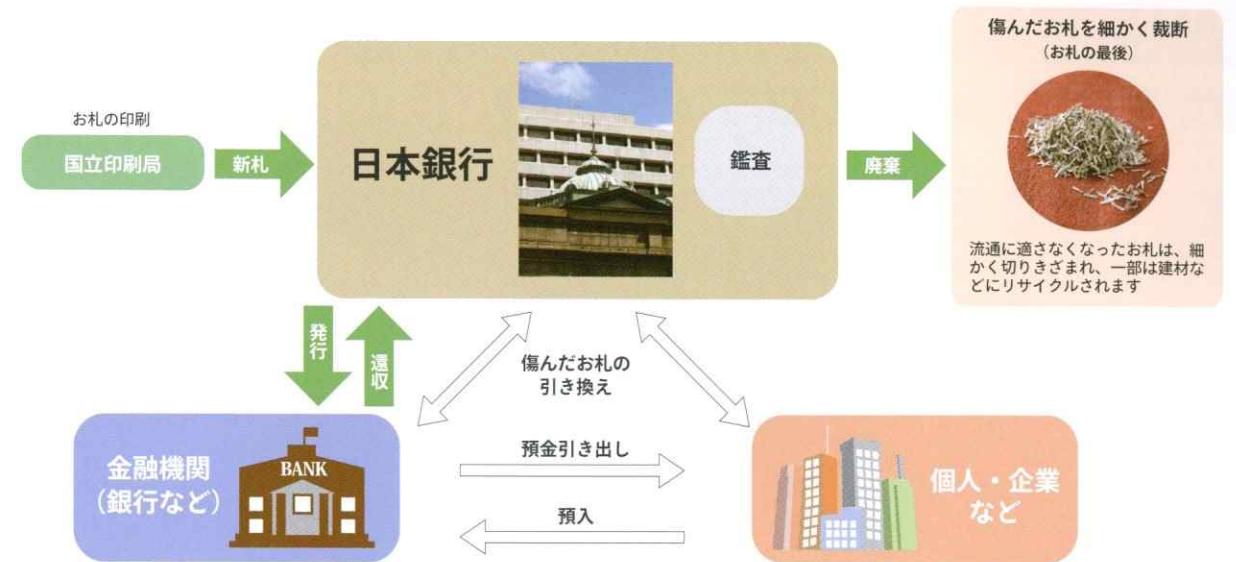 お札の印刷
国立印刷局
新札
日本銀行
鑑査
廃棄
傷んだお札を細かく裁断
（お札の最後）
流通に適さなくなったお札は、細
かく切りきざまれ、一部は建材な
どにリサイクルされます
発行
還収
傷んだお札の
引き換え
金融機関
（銀行など）
BANK
預金引き出し
預入
個人・企業
など